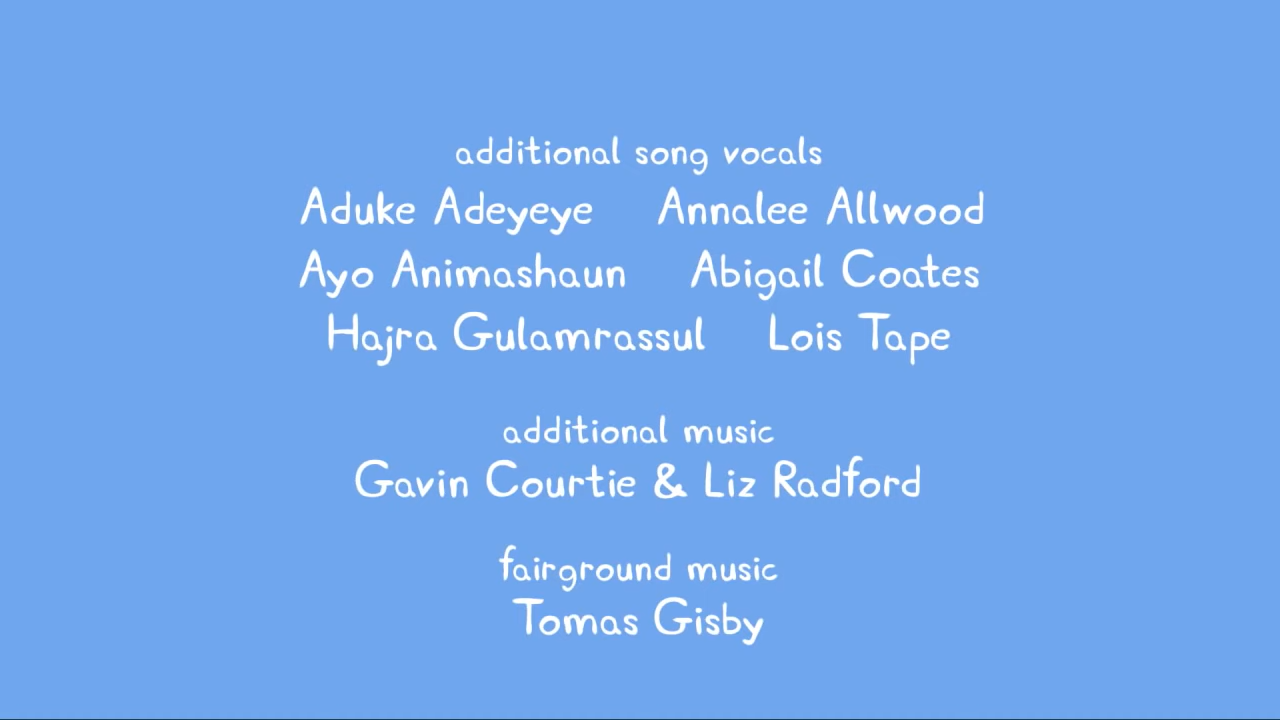 additional song vocals
Aduke Adeyeye Annalee Allwood
Ayo Animashaun Abigail Coates
Hajra Gulamrassul Lois Tape
additional music
Gavin Courtie & Liz Radford
fairground music
Tomas Gisby